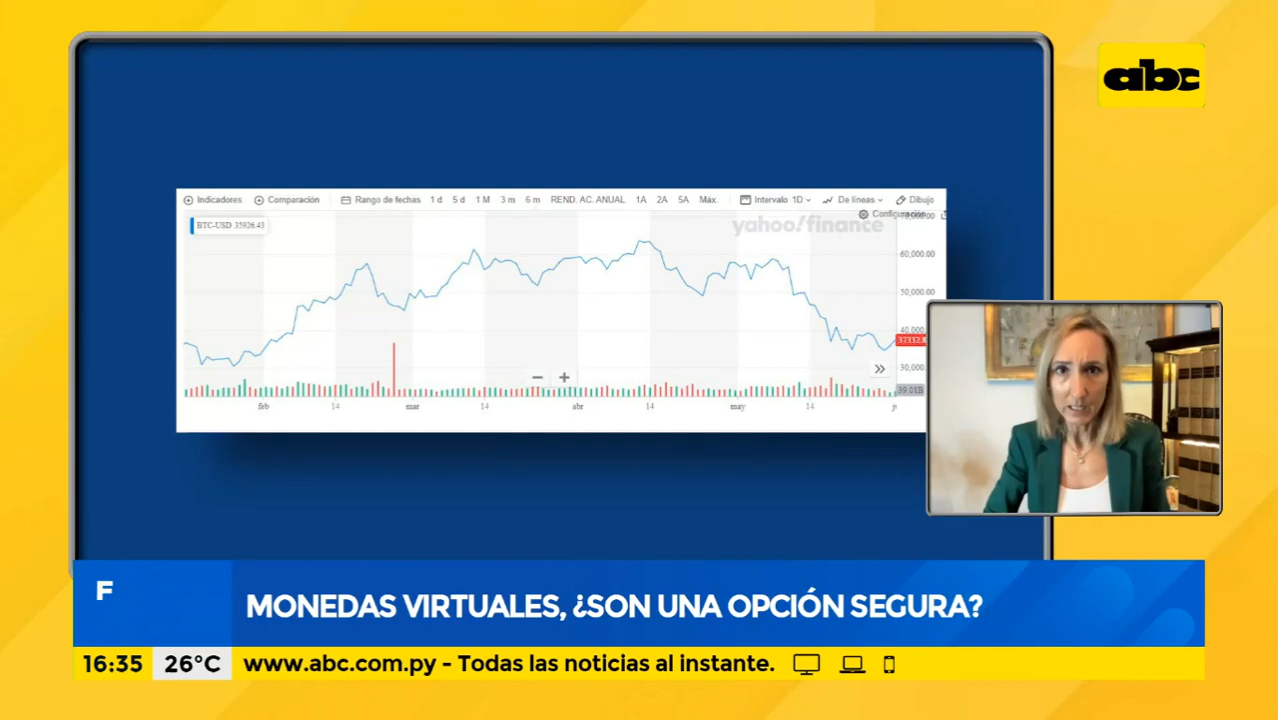 abc
Indicadores Comparación Rango de fechas 1 d 5 d 1 M 3 m 6 m REND. AC. ANUAL 1A 2A 5A Máx. Intervalo 1D De líneas Dibujo
Configuración
BTC-USD 35926.43
yahoo!finance
60,000.00
50,000.00
40,000
37332.8
30,000
39.01B
feb 14 mar 14 abr 14 may 14
F
MONEDAS VIRTUALES, ¿SON UNA OPCIÓN SEGURA?
16:35 26°C www.abc.com.py - Todas las noticias al instante.